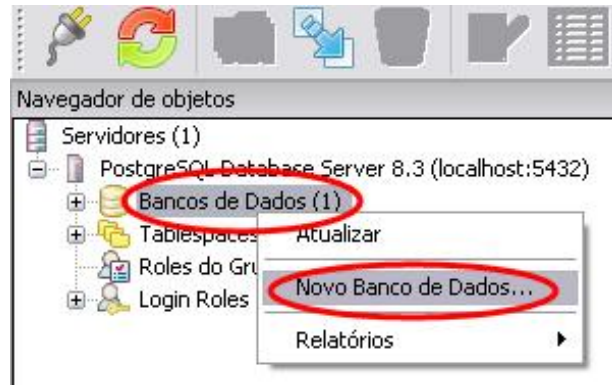 Navegador de objetos
Servidores (1)
PostgreSQL Database Server 8.3 (localhost:5432)
Bancos de Dados (1)
Tablespaces
Atualizar
Roles do Gru
Novo Banco de Dados...
Login Roles
Relatórios